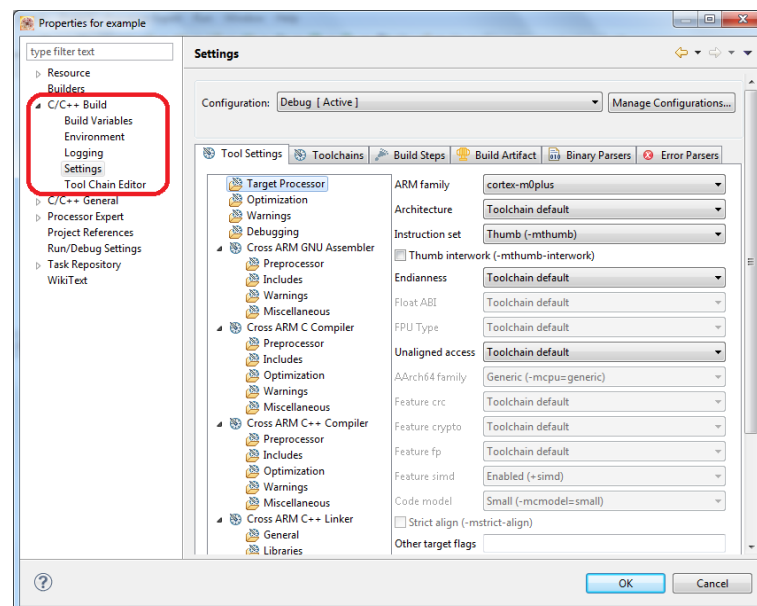 Properties for example
type filter text
Resource
Builders
C/C++ Build
Build Variables
Environment
Logging
Settings
Tool Chain Editor
C/C++ General
Processor Expert
Project References
Run/Debug Settings
Task Repository
WikiText
Settings
Configuration: Debug [ Active ] Manage Configurations...
Tool Settings Toolchains Build Steps Build Artifact Binary Parsers Error Parsers
Target Processor
Optimization
Warnings
Debugging
Cross ARM GNU Assembler
Preprocessor
Includes
Warnings
Miscellaneous
Cross ARM C Compiler
Preprocessor
Includes
Optimization
Warnings
Miscellaneous
Cross ARM C++ Compiler
Preprocessor
Includes
Optimization
Warnings
Miscellaneous
Cross ARM C++ Linker
General
Libraries
ARM family cortex-m0plus
Architecture Toolchain default
Instruction set Thumb (-mthumb)
Thumb interwork (-mthumb-interwork)
Endianness Toolchain default
Float ABI Toolchain default
FPU Type Toolchain default
Unaligned access Toolchain default
AArch64 family Generic (-mcpu=generic)
Feature crc Toolchain default
Feature crypto Toolchain default
Feature fp Toolchain default
Feature simd Enabled (+simd)
Code model Small (-mcmodel=small)
Strict align (-mstrict-align)
Other target flags
OK Cancel